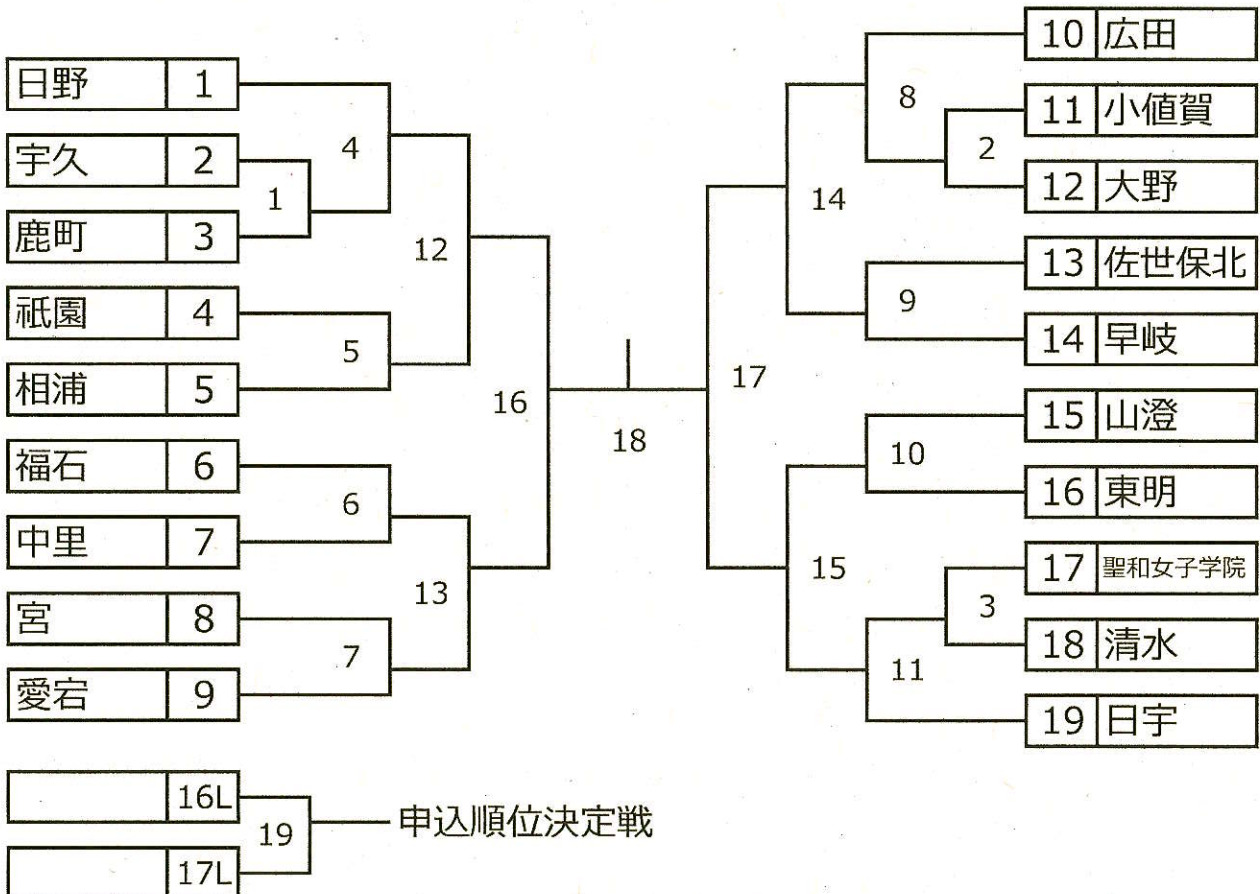 日野 1
宇久 2
鹿町 3
祇園 4
相浦 5
福石 6
中里 7
宮 8
愛宕 9
1
4
5
6
7
12
13
16
18
17
14
15
8
2
9
10
3
11
10 広田
11 小値賀
12 大野
13 佐世保北
14 早岐
15 山澄
16 東明
17 聖和女子学院
18 清水
19 日宇
16L
17L
19
申込順位決定戦